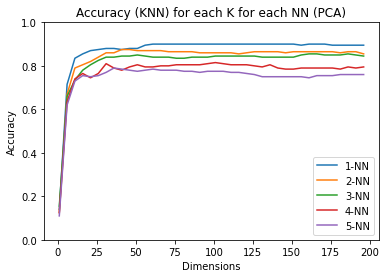 Accuracy (KNN) for each K for each NN (PCA)
1.0
0.8
0.6
0.4
0.2
0.0
Accuracy
0 25 50 75 100 125 150 175 200
Dimensions
1-NN
2-NN
3-NN
4-NN
5-NN